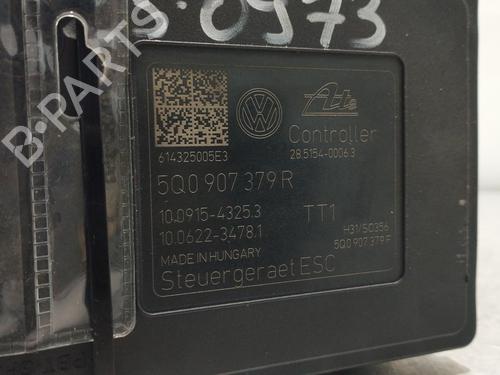 0973
Ate
Controller
614325005E3
28.5154-0006.3
5Q0 907 379 R
10.0915-4325.3
TT1
10.0622-3478.1
H31/S0356
MADE IN HUNGARY
5Q0 907 379 F
Steuergeraet ESC
B-PARTS